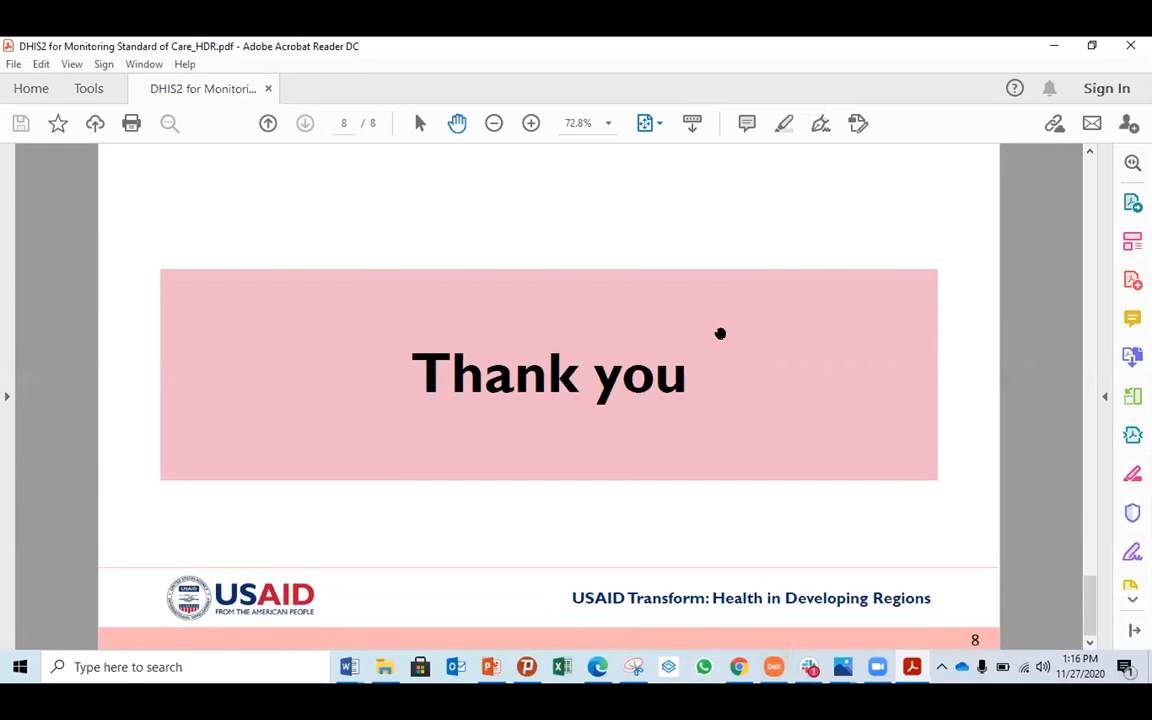 DHIS2 for Monitoring Standard of Care_HDR.pdf - Adobe Acrobat Reader DC
File Edit View Sign Window Help
Home Tools DHIS2 for Monitori... × Sign In
8 / 8 72.8%
Thank you
USAID
FROM THE AMERICAN PEOPLE
USAID Transform: Health in Developing Regions
8
Type here to search
1:16 PM
11/27/2020